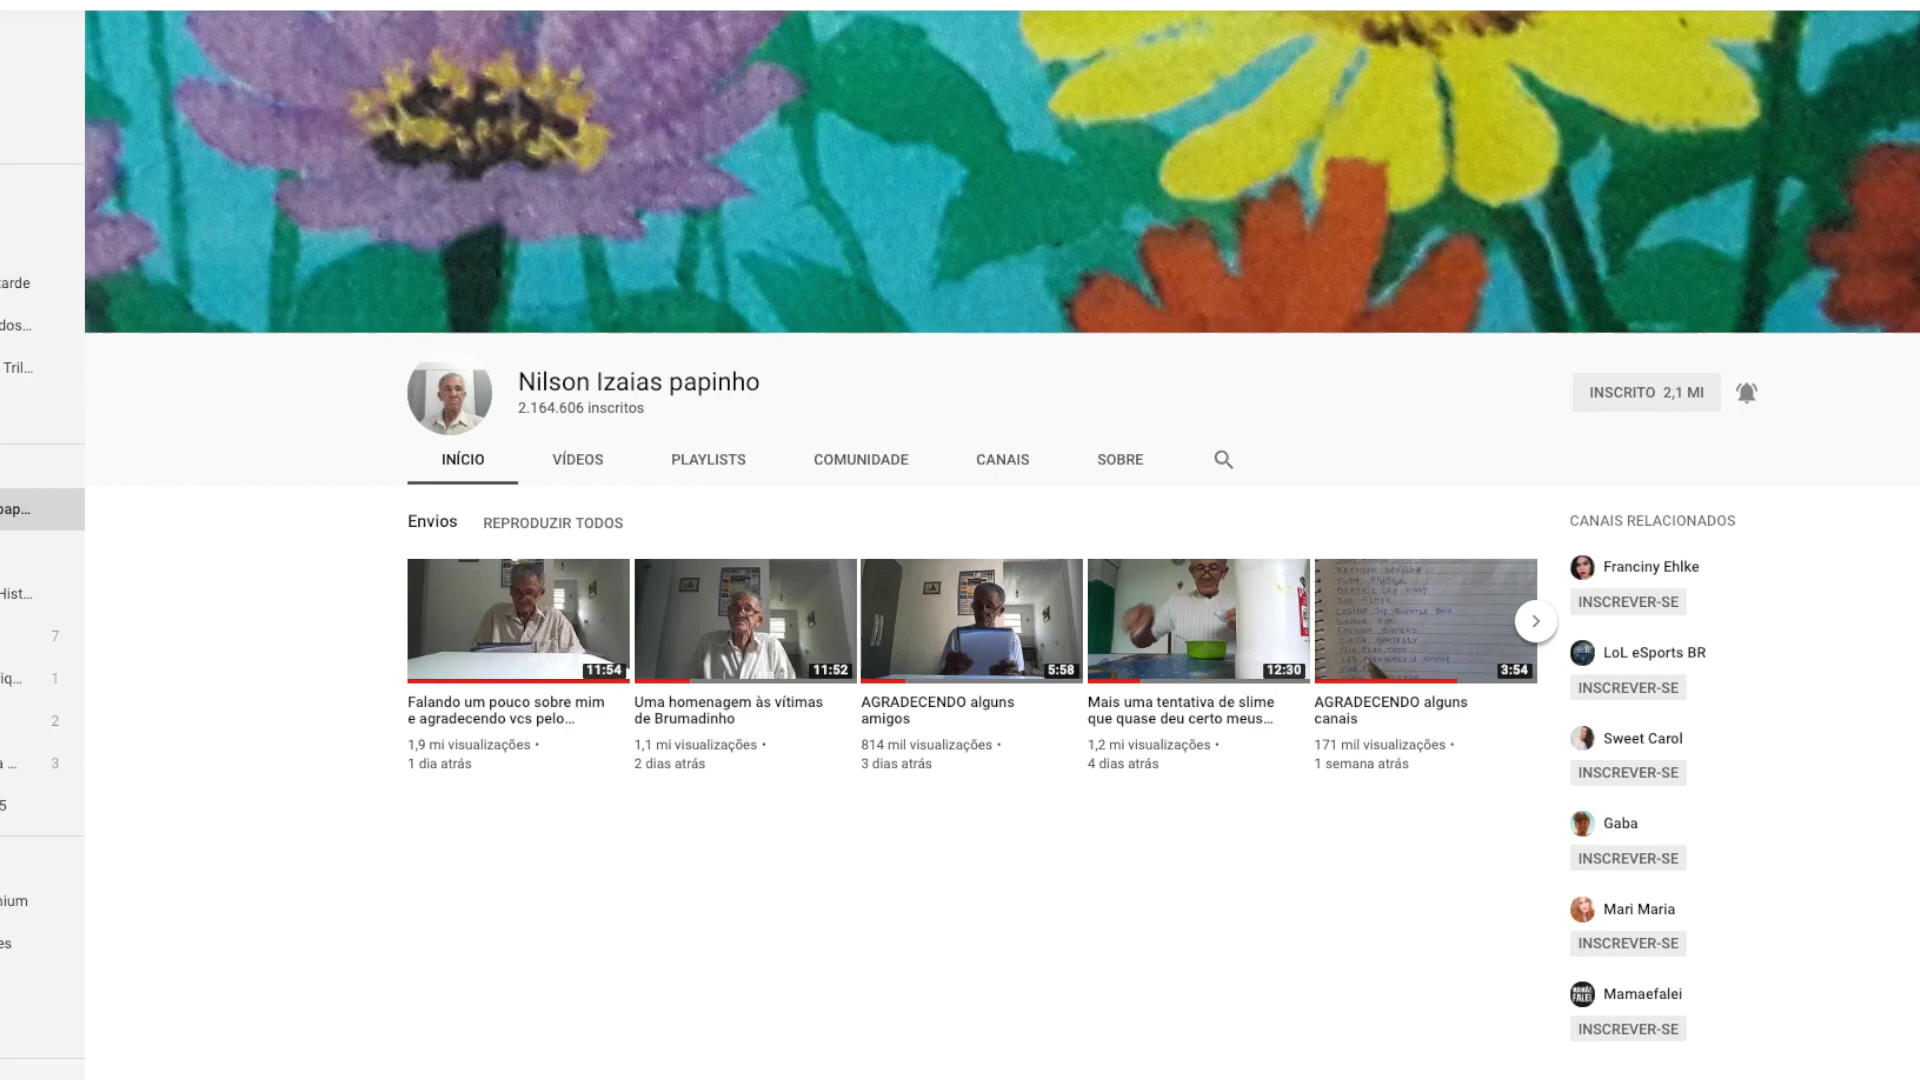 arde
dos...
Tril...
pap...
Hist...
7
iq...
1
2
a ...
3
5
nium
es
Nilson Izaias papinho
2.164.606 inscritos
INSCRITO 2,1 MI
INÍCIO
VÍDEOS
PLAYLISTS
COMUNIDADE
CANAIS
SOBRE
Envios
REPRODUZIR TODOS
11:54
Falando um pouco sobre mim
e agradecendo vcs pelo...
1,9 mi visualizações •
1 dia atrás
11:52
Uma homenagem às vítimas
de Brumadinho
1,1 mi visualizações •
2 dias atrás
5:58
AGRADECENDO alguns
amigos
814 mil visualizações •
3 dias atrás
12:30
Mais uma tentativa de slime
que quase deu certo meus...
1,2 mi visualizações •
4 dias atrás
3:54
AGRADECENDO alguns
canais
171 mil visualizações •
1 semana atrás
CANAIS RELACIONADOS
Franciny Ehlke
INSCREVER-SE
LoL eSports BR
INSCREVER-SE
Sweet Carol
INSCREVER-SE
Gaba
INSCREVER-SE
Mari Maria
INSCREVER-SE
MAMÃE
FALEI
Mamaefalei
INSCREVER-SE